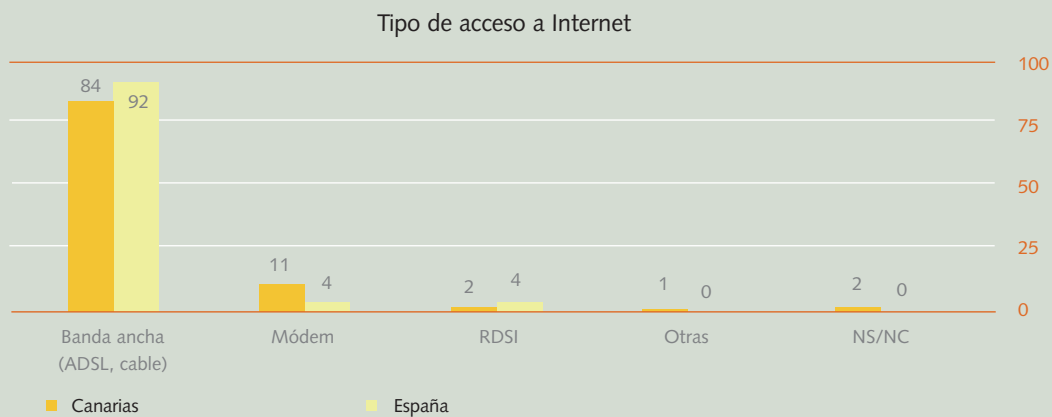 Tipo de acceso a Internet
100
84
92
75
50
25
11
4
2
4
1
0
2
0
0
Banda ancha
(ADSL, cable)
Módem
RDSI
Otras
NS/NC
Canarias
España